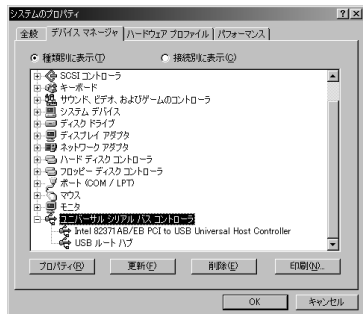 システムのプロパティ
全般 デバイス マネージャ ハードウェア プロファイル パフォーマンス
種類別に表示(T) 接続別に表示(C)
SCSI コントローラ
キーボード
サウンド、ビデオ、およびゲームのコントローラ
システム デバイス
ディスク ドライブ
ディスプレイ アダプタ
ネットワーク アダプタ
ハード ディスク コントローラ
フロッピー ディスク コントローラ
ポート (COM / LPT)
マウス
モニタ
ユニバーサル シリアル バス コントローラ
Intel 82371AB/EB PCI to USB Universal Host Controller
USB ルート ハブ
プロパティ(R) 更新(F) 削除(E) 印刷(N)...
OK キャンセル